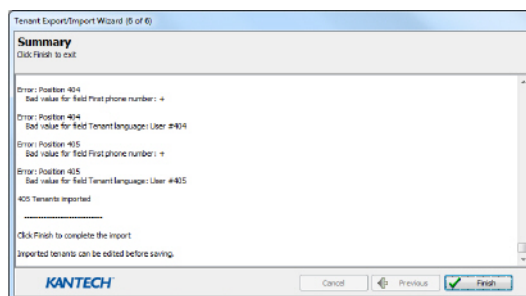 Tenant Export/Import Wizard (6 of 6)
Summary
Click Finish to exit
Error: Position 404
Bad value for field First phone number: +
Error: Position 404
Bad value for field Tenant language: User #404
Error: Position 405
Bad value for field First phone number: +
Error: Position 405
Bad value for field Tenant language: User #405
405 Tenants imported
------------------------------
Click Finish to complete the import
Imported tenants can be edited before saving.
KANTECH
Cancel
Previous
Finish